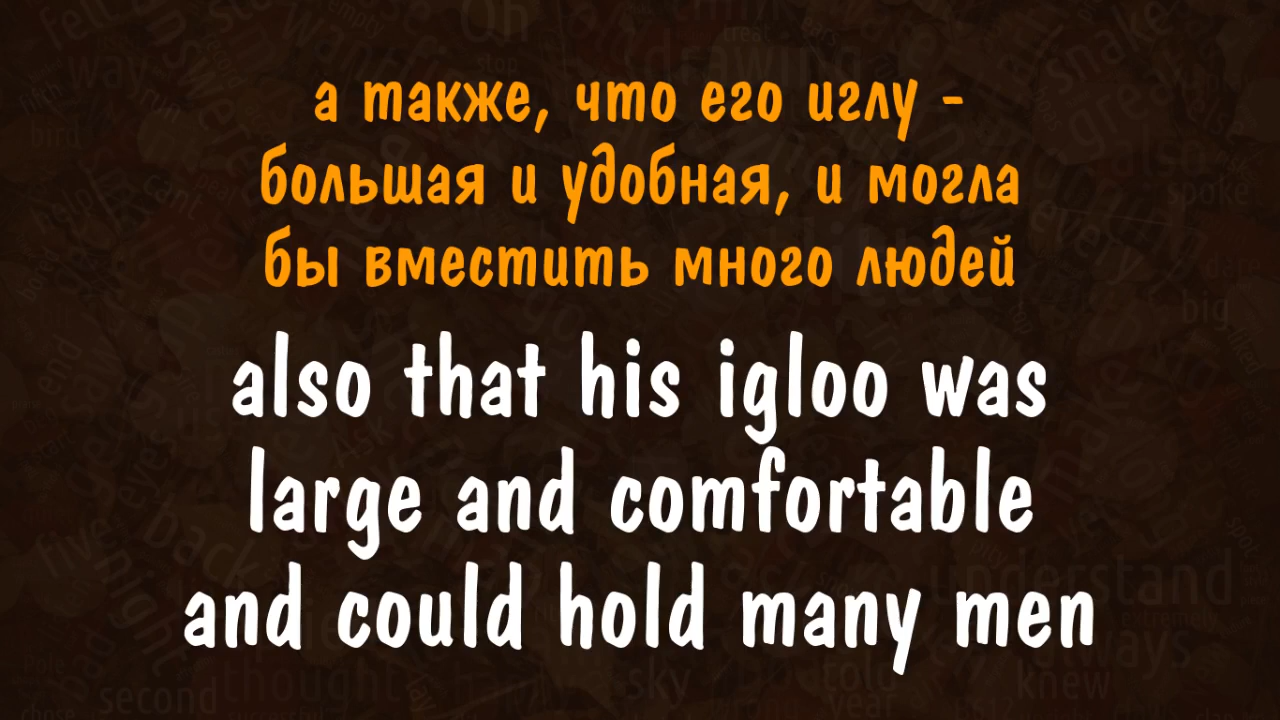 а также, что его иглу -
большая и удобная, и могла
бы вместить много людей
also that his igloo was
large and comfortable
and could hold many men